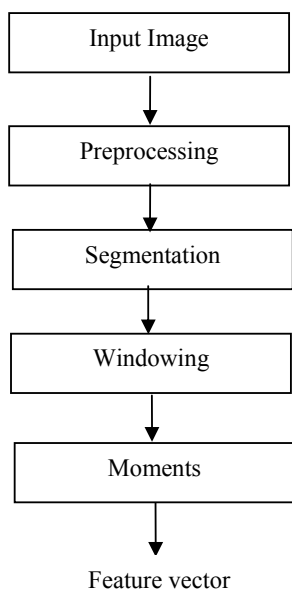 Input Image
Preprocessing
Segmentation
Windowing
Moments
Feature vector